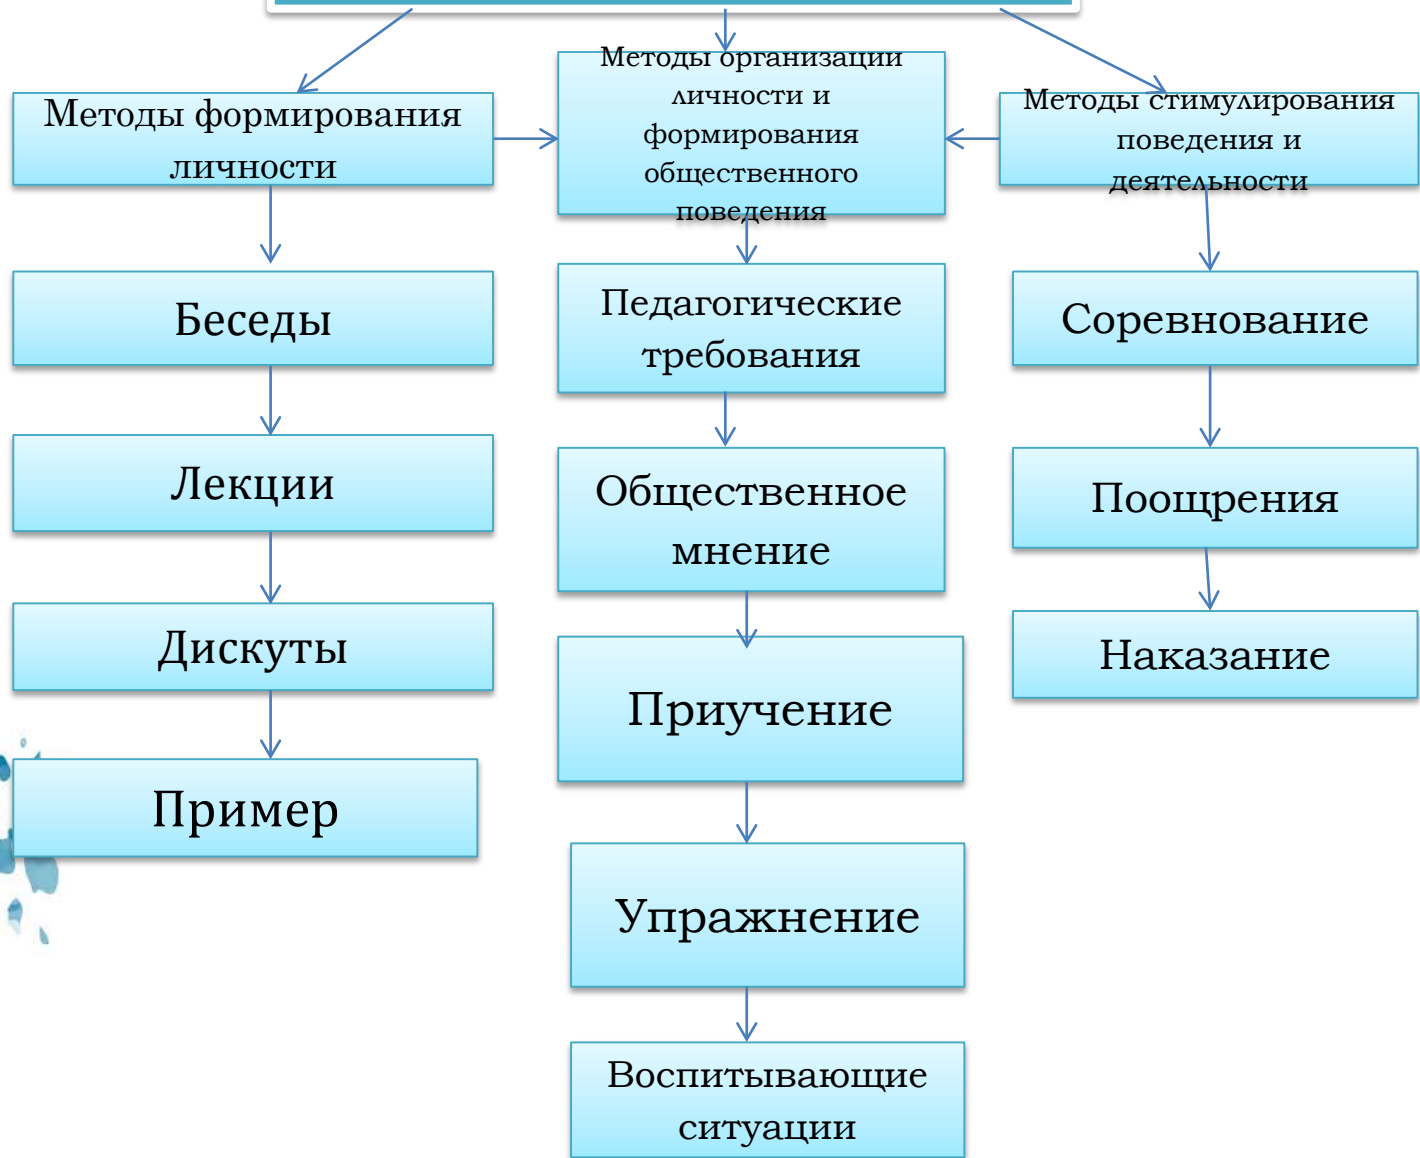 Методы формирования
личности
Методы организации
личности и
формирования
общественного
поведения
Методы стимулирования
поведения и
деятельности
Беседы
Педагогические
требования
Соревнование
Лекции
Общественное
мнение
Поощрения
Дискуты
Приучение
Наказание
Пример
Упражнение
Воспитывающие
ситуации